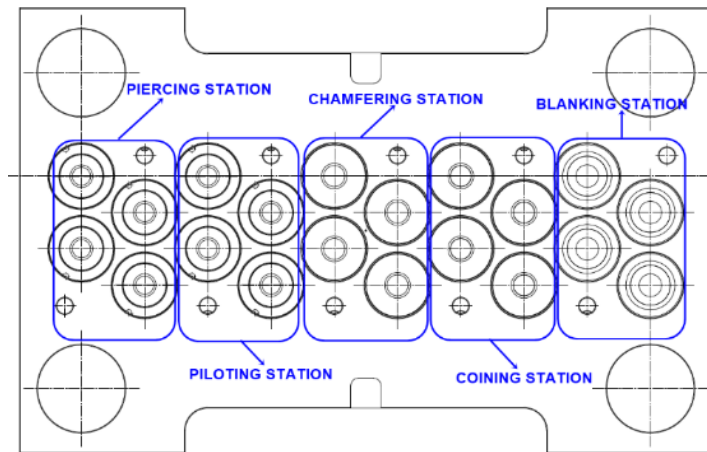 PIERCING STATION
CHAMFERING STATION
BLANKING STATION
PILOTING STATION
COINING STATION